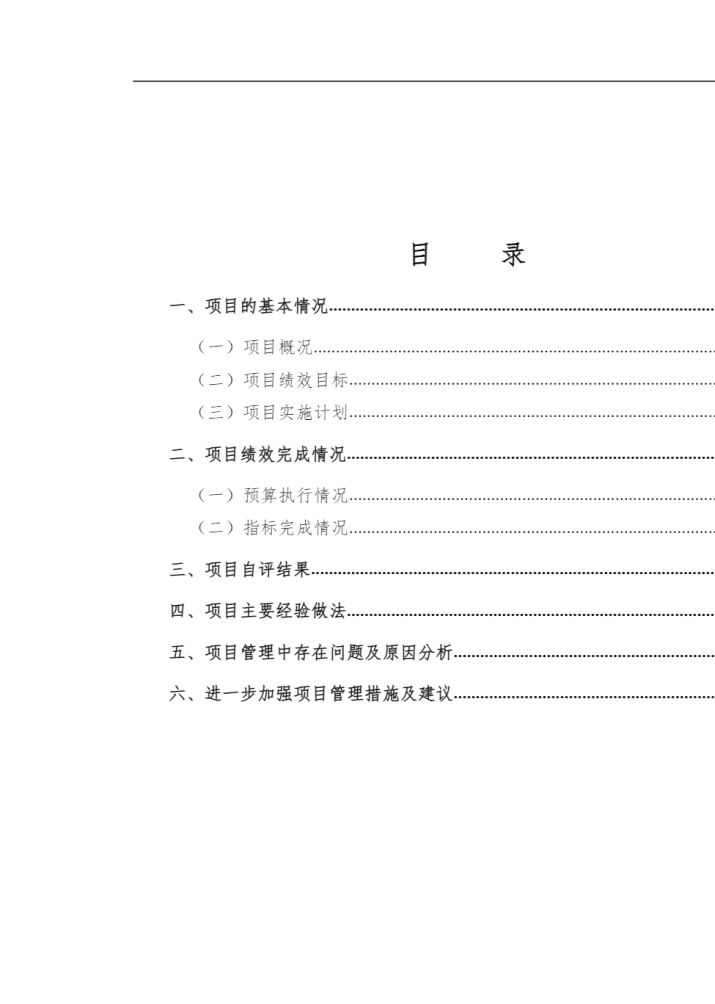 目 录
一、项目的基本情况
（一）项目概况
（二）项目绩效目标
（三）项目实施计划
二、项目绩效完成情况
（一）预算执行情况
（二）指标完成情况
三、项目自评结果
四、项目主要经验做法
五、项目管理中存在问题及原因分析
六、进一步加强项目管理措施及建议